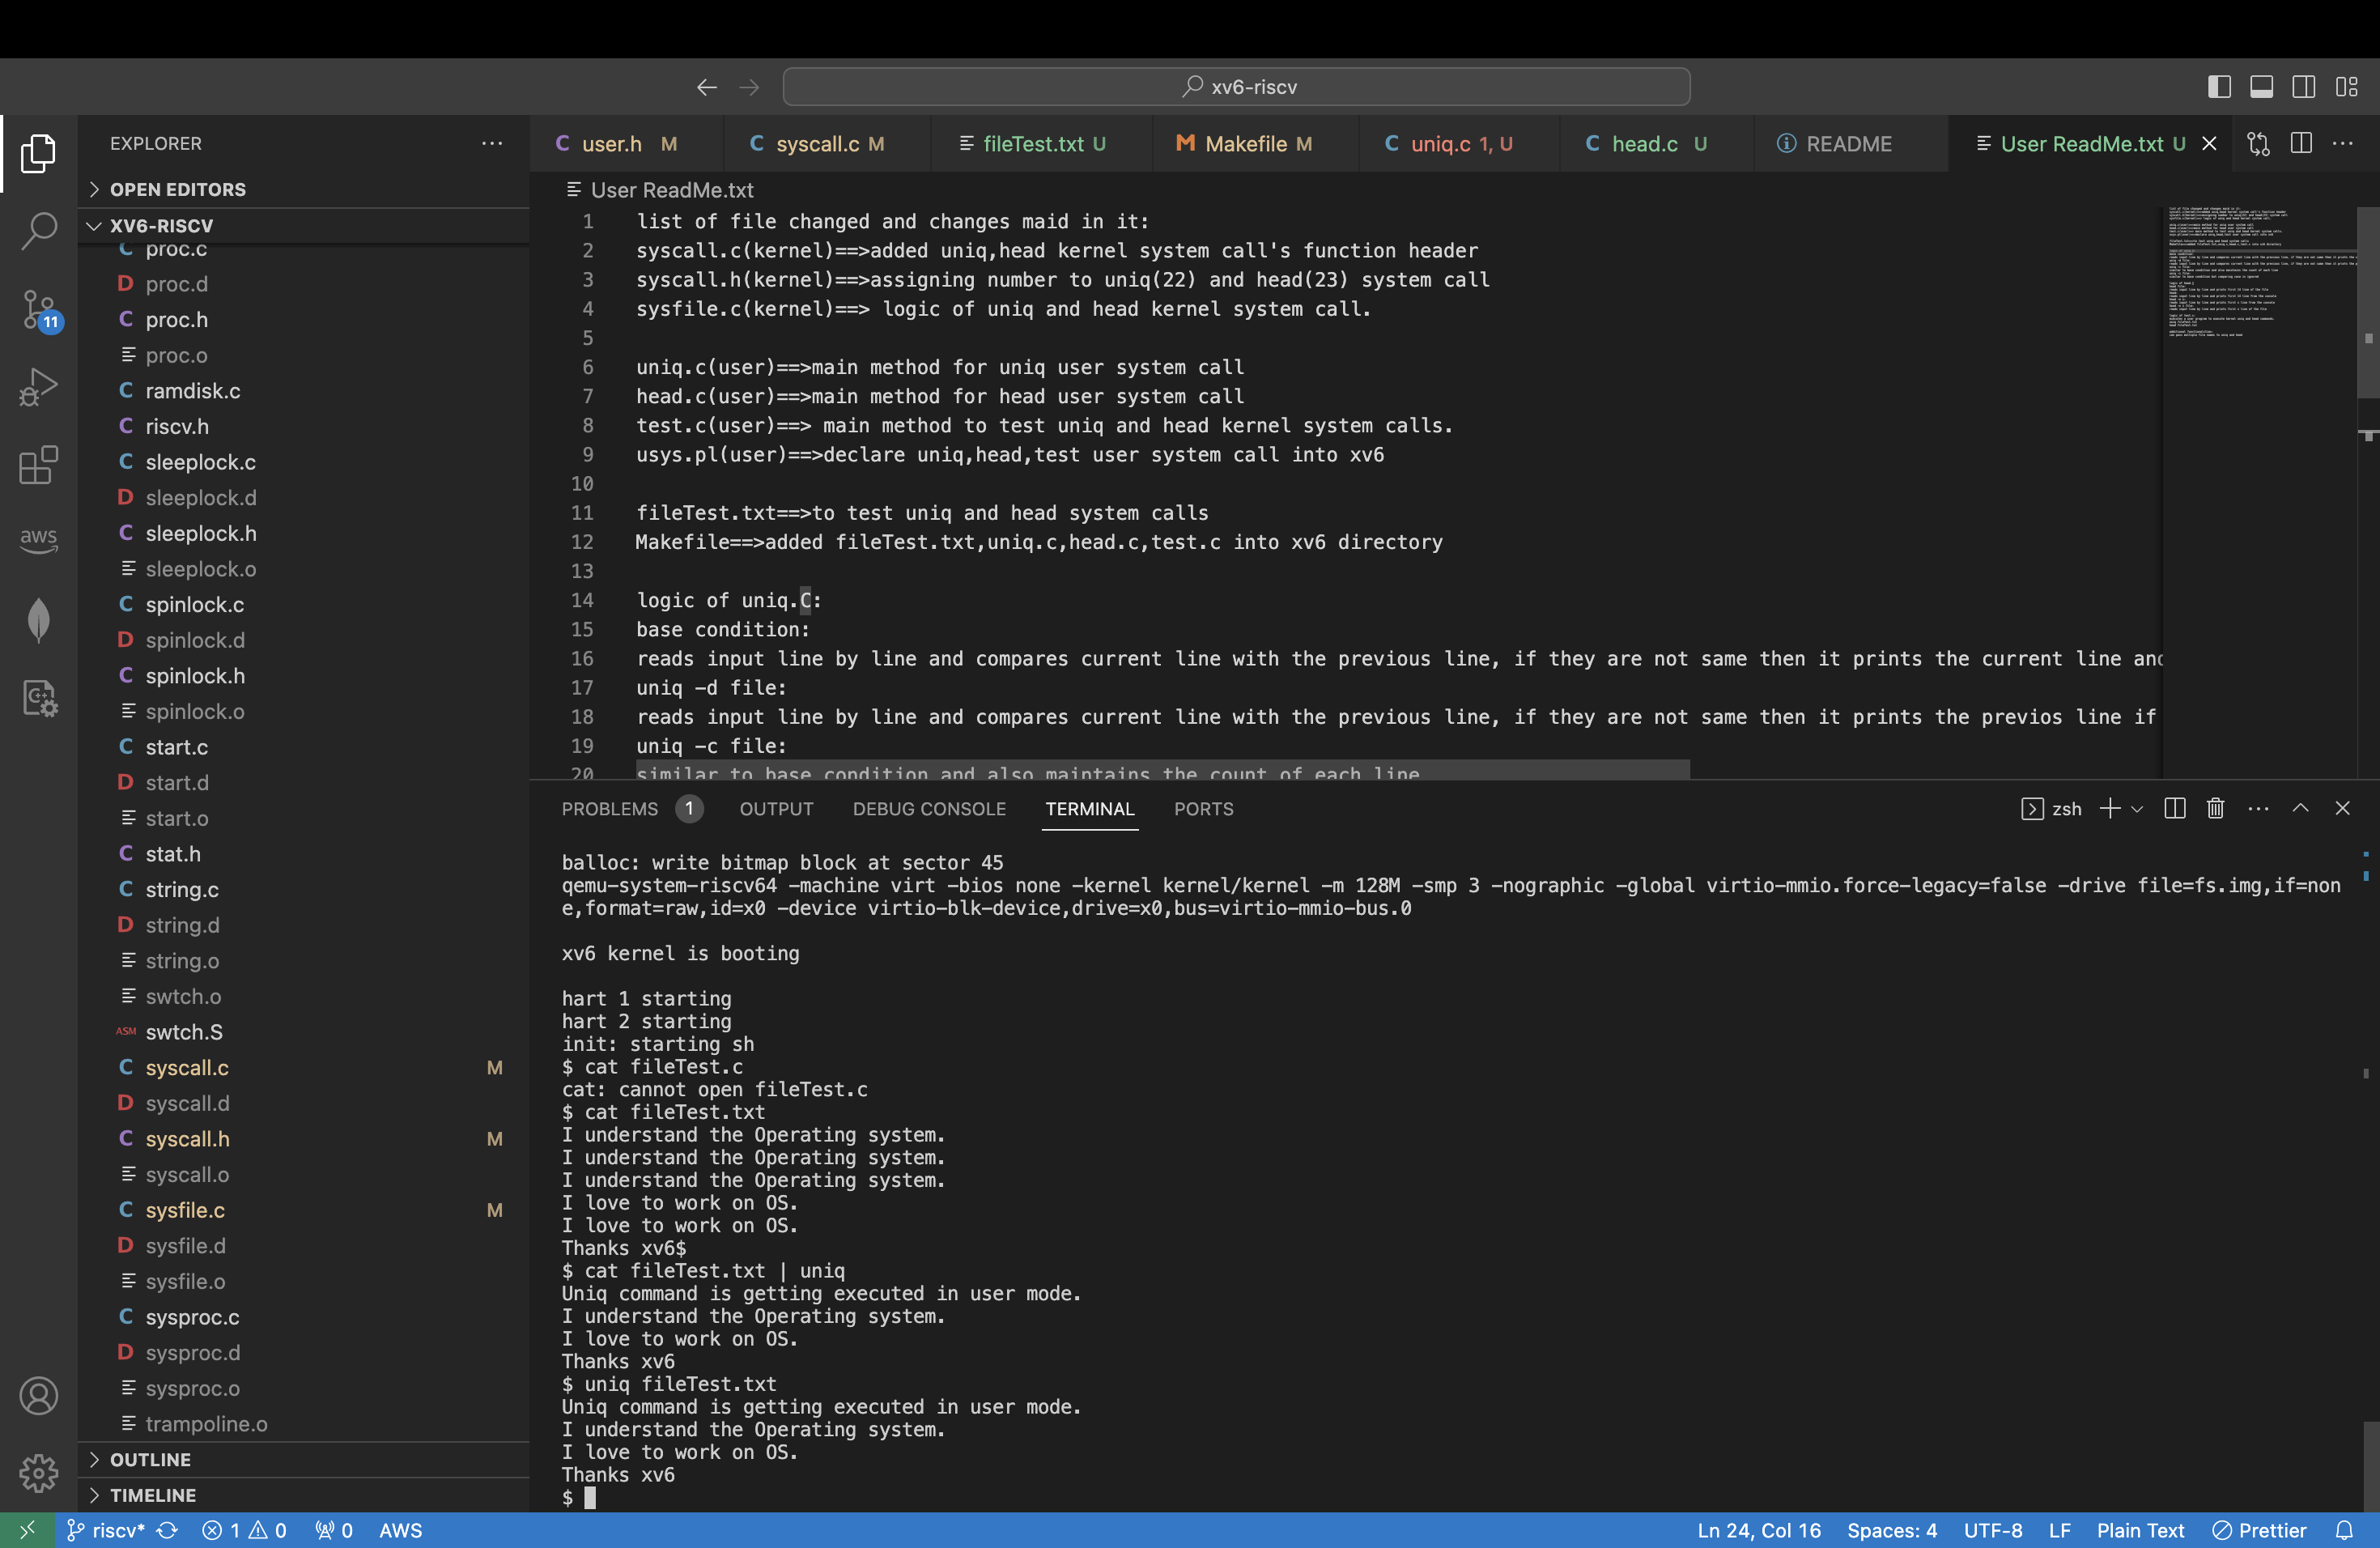 xv6-riscv
EXPLORER
OPEN EDITORS
XV6-RISCV
proc.c
proc.d
proc.h
proc.o
ramdisk.c
riscv.h
sleeplock.c
sleeplock.d
sleeplock.h
sleeplock.o
spinlock.c
spinlock.d
spinlock.h
spinlock.o
start.c
start.d
start.o
stat.h
string.c
string.d
string.o
swtch.o
swtch.S
syscall.c M
syscall.d
syscall.h M
syscall.o
sysfile.c M
sysfile.d
sysfile.o
sysproc.c
sysproc.d
sysproc.o
trampoline.o
OUTLINE
TIMELINE
11
aws
user.h M syscall.c M fileTest.txt U Makefile M uniq.c 1, U head.c U README User ReadMe.txt U
User ReadMe.txt
1 list of file changed and changes maid in it:
2 syscall.c(kernel)==>added uniq,head kernel system call's function header
3 syscall.h(kernel)==>assigning number to uniq(22) and head(23) system call
4 sysfile.c(kernel)==> logic of uniq and head kernel system call.
5
6 uniq.c(user)==>main method for uniq user system call
7 head.c(user)==>main method for head user system call
8 test.c(user)==> main method to test uniq and head kernel system calls.
9 usys.pl(user)==>declare uniq,head,test user system call into xv6
10
11 fileTest.txt==>to test uniq and head system calls
12 Makefile==>added fileTest.txt,uniq.c,head.c,test.c into xv6 directory
13
14 logic of uniq.C:
15 base condition:
16 reads input line by line and compares current line with the previous line, if they are not same then it prints the current line and
17 uniq -d file:
18 reads input line by line and compares current line with the previous line, if they are not same then it prints the previos line if
19 uniq -c file:
20 similar to base condition and also maintains the count of each line
PROBLEMS 1 OUTPUT DEBUG CONSOLE TERMINAL PORTS zsh
balloc: write bitmap block at sector 45
qemu-system-riscv64 -machine virt -bios none -kernel kernel/kernel -m 128M -smp 3 -nographic -global virtio-mmio.force-legacy=false -drive file=fs.img,if=non
e,format=raw,id=x0 -device virtio-blk-device,drive=x0,bus=virtio-mmio-bus.0
xv6 kernel is booting
hart 1 starting
hart 2 starting
init: starting sh
$ cat fileTest.c
cat: cannot open fileTest.c
$ cat fileTest.txt
I understand the Operating system.
I understand the Operating system.
I understand the Operating system.
I love to work on OS.
I love to work on OS.
Thanks xv6$
$ cat fileTest.txt | uniq
Uniq command is getting executed in user mode.
I understand the Operating system.
I love to work on OS.
Thanks xv6
$ uniq fileTest.txt
Uniq command is getting executed in user mode.
I understand the Operating system.
I love to work on OS.
Thanks xv6
$
riscv* 1 0 0 AWS Ln 24, Col 16 Spaces: 4 UTF-8 LF Plain Text Prettier